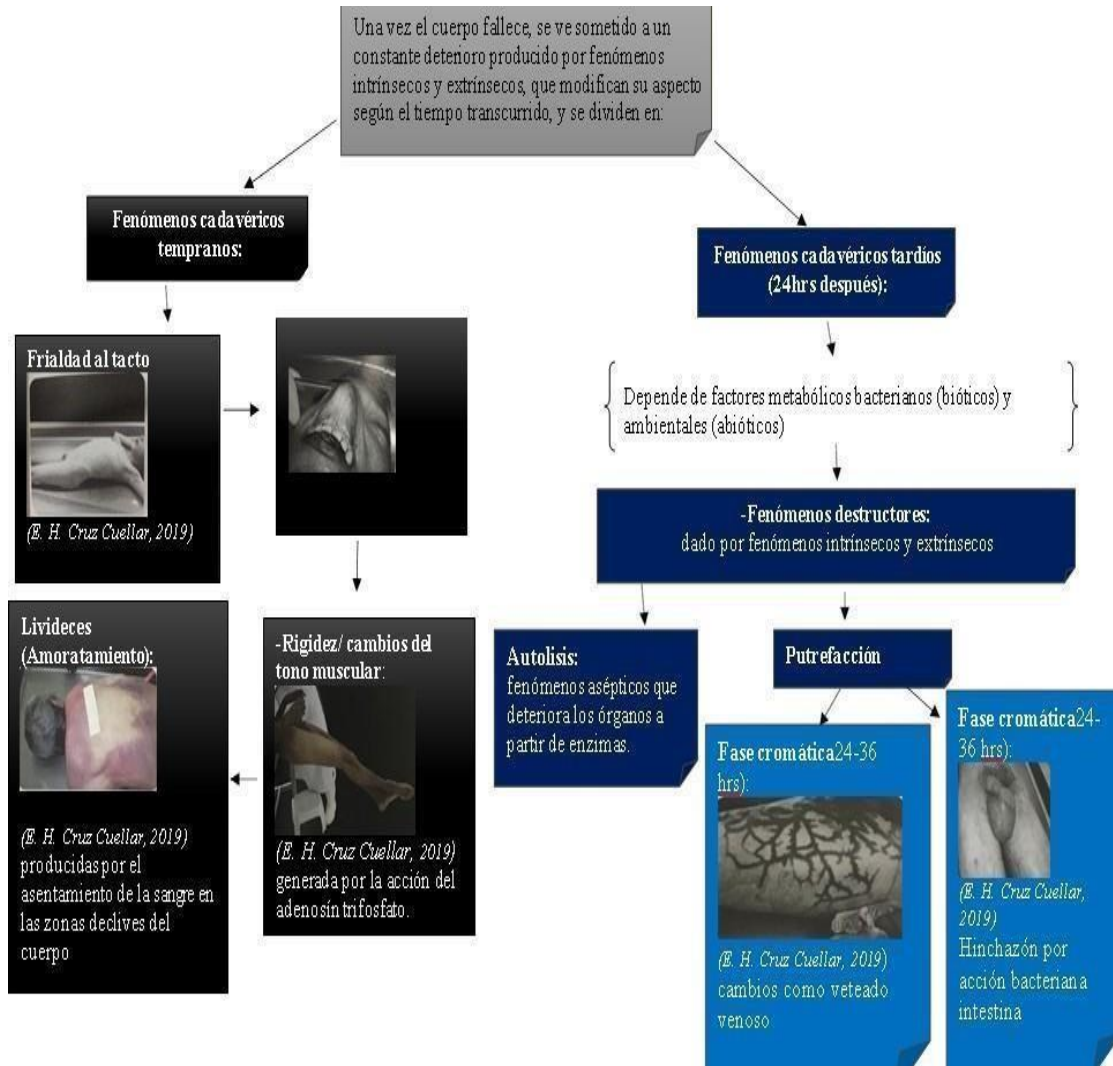 Una vez el cuerpo fallece, se ve sometido a un
constante deterioro producido por fenómenos
intrínsecos y extrínsecos, que modifican su aspecto
según el tiempo transcurrido, y se dividen en:
Fenómenos cadavéricos
tempranos:
Frialdad al tacto
(E. H. Cruz Cuellar, 2019)
-Rigidez/ cambios del
tono muscular:
(E. H. Cruz Cuellar, 2019)
generada por la acción del
adenosín trifosfato.
Livideces
(Amoratamiento):
(E. H. Cruz Cuellar, 2019)
producidas por el
asentamiento de la sangre en
las zonas declives del
cuerpo
Fenómenos cadavéricos tardíos
(24hrs después):
Depende de factores metabólicos bacterianos (bióticos) y
ambientales (abióticos)
-Fenómenos destructores:
dado por fenómenos intrínsecos y extrínsecos
Autolisis:
fenómenos asépticos que
deteriora los órganos a
partir de enzimas.
Putrefacción
Fase cromática24-36
hrs):
(E. H. Cruz Cuellar, 2019)
cambios como veteado
venoso
Fase cromática24-
36 hrs):
(E. H. Cruz Cuellar,
2019)
Hinchazón por
acción bacteriana
intestina